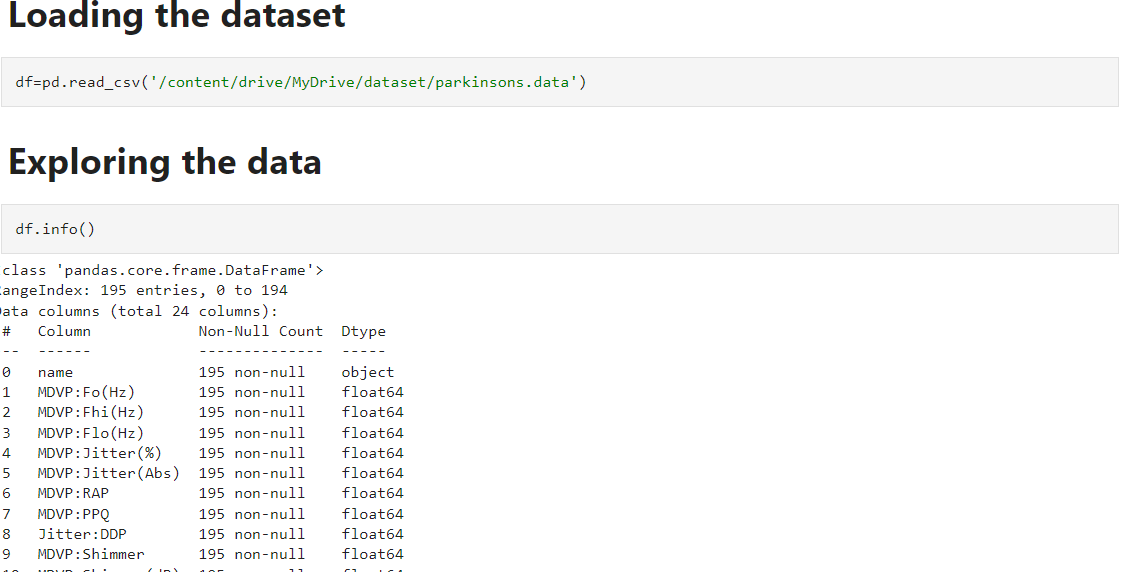 Loading the dataset
df=pd.read_csv('/content/drive/MyDrive/dataset/parkinsons.data')
Exploring the data
df.info()
class 'pandas.core.frame.DataFrame'>
RangeIndex: 195 entries, 0 to 194
Data columns (total 24 columns):
# Column Non-Null Count Dtype
-- ------ -------------- -----
0 name 195 non-null object
1 MDVP:Fo(Hz) 195 non-null float64
2 MDVP:Fhi(Hz) 195 non-null float64
3 MDVP:Flo(Hz) 195 non-null float64
4 MDVP:Jitter(%) 195 non-null float64
5 MDVP:Jitter(Abs) 195 non-null float64
6 MDVP:RAP 195 non-null float64
7 MDVP:PPQ 195 non-null float64
8 Jitter:DDP 195 non-null float64
9 MDVP:Shimmer 195 non-null float64